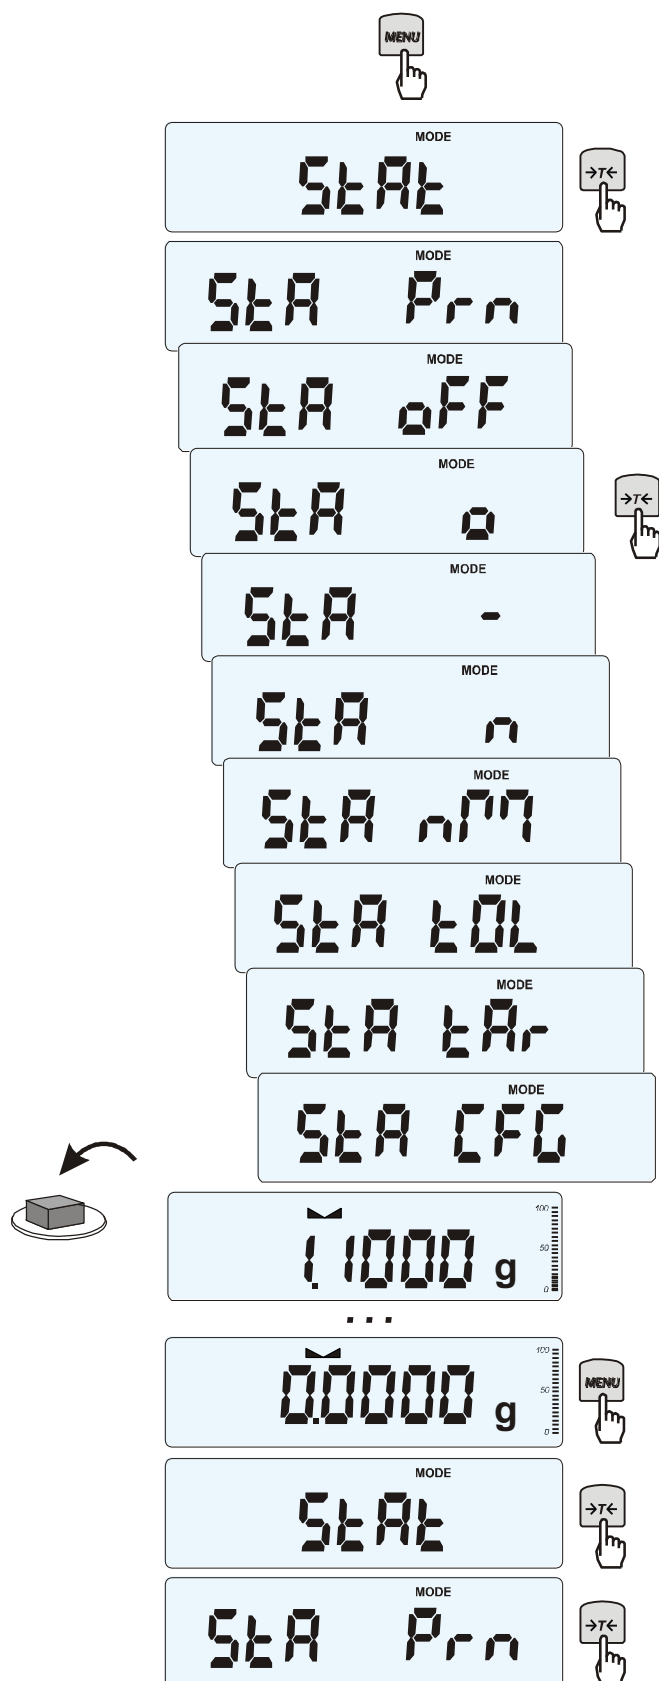 MENU
MODE
StAt
→T←
MODE
StA Prn
MODE
StA oFF
MODE
StA o
→T←
MODE
StA -
MODE
StA n
MODE
StA nM
MODE
StA tOL
MODE
StA tAr
MODE
StA CFG
100
50
0
1.1000 g
...
100
50
0
0.0000 g
MENU
MODE
StAt
→T←
MODE
StA Prn
→T←